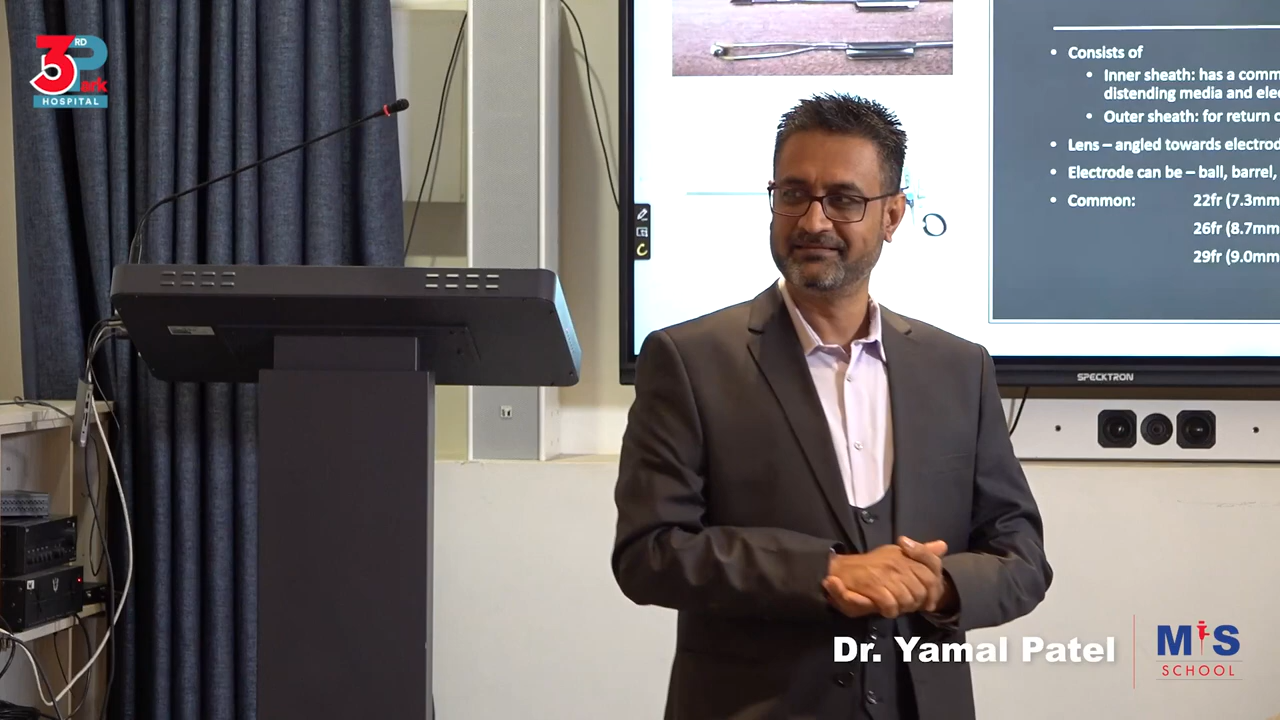 3RD Park
HOSPITAL
• Consists of
• Inner sheath: has a comm
distending media and elec
• Outer sheath: for return o
• Lens – angled towards electrod
• Electrode can be – ball, barrel,
• Common: 22fr (7.3mm
26fr (8.7mm
29fr (9.0mm
SPECKTRON
Dr. Yamal Patel
MIS
SCHOOL